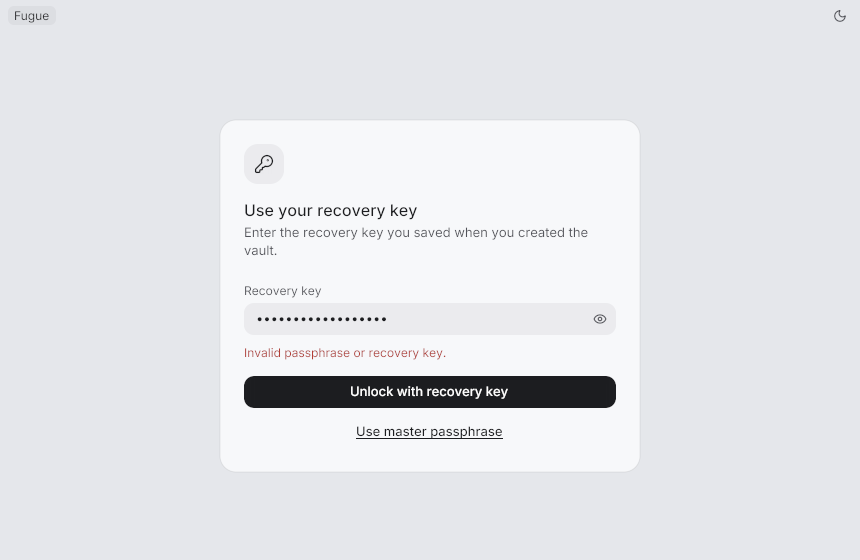 Fugue
Use your recovery key
Enter the recovery key you saved when you created the
vault.
Recovery key
••••••••••••••••••
Invalid passphrase or recovery key.
Unlock with recovery key
Use master passphrase